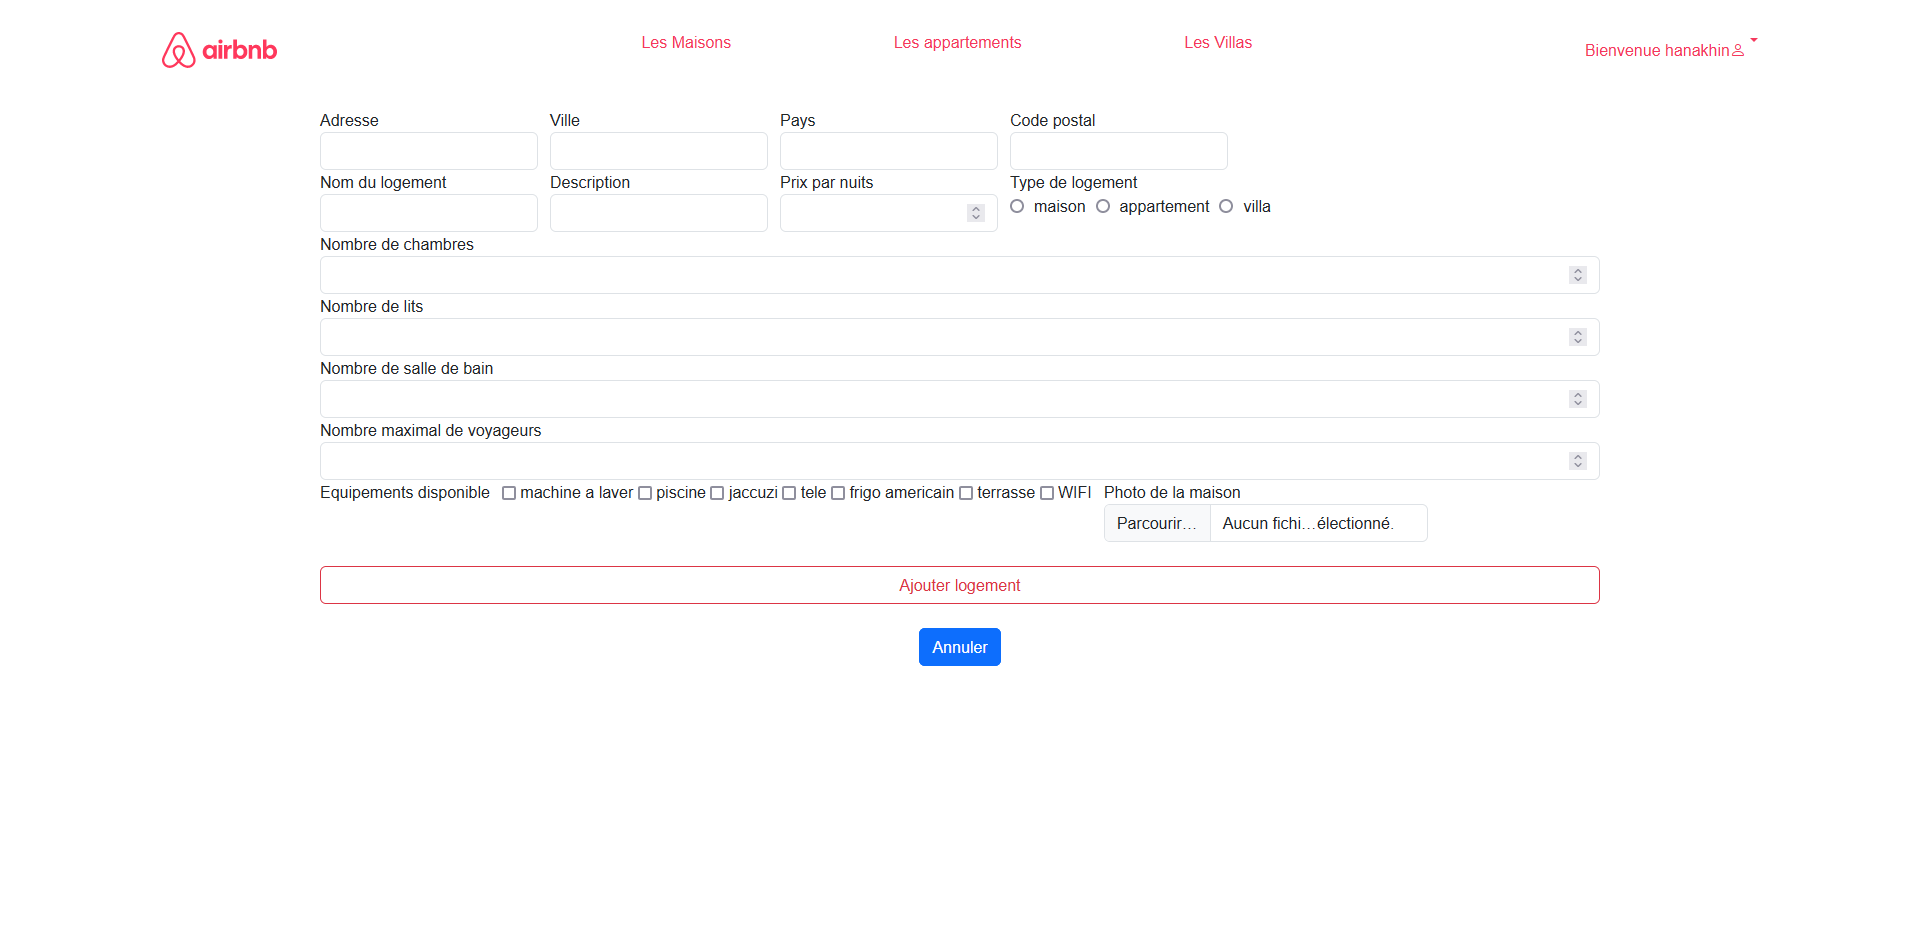 airbnb
Les Maisons Les appartements Les Villas
Bienvenue hanakhin
Adresse Ville Pays Code postal
Nom du logement Description Prix par nuits Type de logement
maison appartement villa
Nombre de chambres
Nombre de lits
Nombre de salle de bain
Nombre maximal de voyageurs
Equipements disponible machine a laver piscine jaccuzi tele frigo americain terrasse WIFI Photo de la maison
Parcourir... Aucun fichi...électionné.
Ajouter logement
Annuler